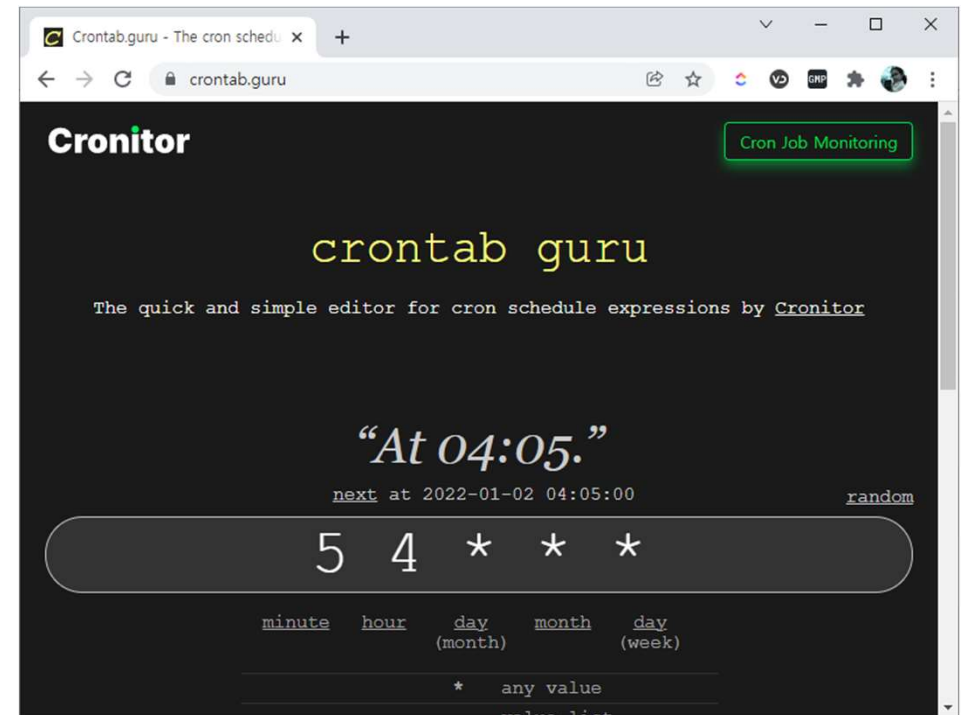 Crontab.guru - The cron schedu
crontab.guru
GMP
Cronitor
Cron Job Monitoring
crontab guru
The quick and simple editor for cron schedule expressions by Cronitor
“At 04:05.”
next at 2022-01-02 04:05:00
random
5 4 * * *
minute hour day (month) month day (week)
* any value